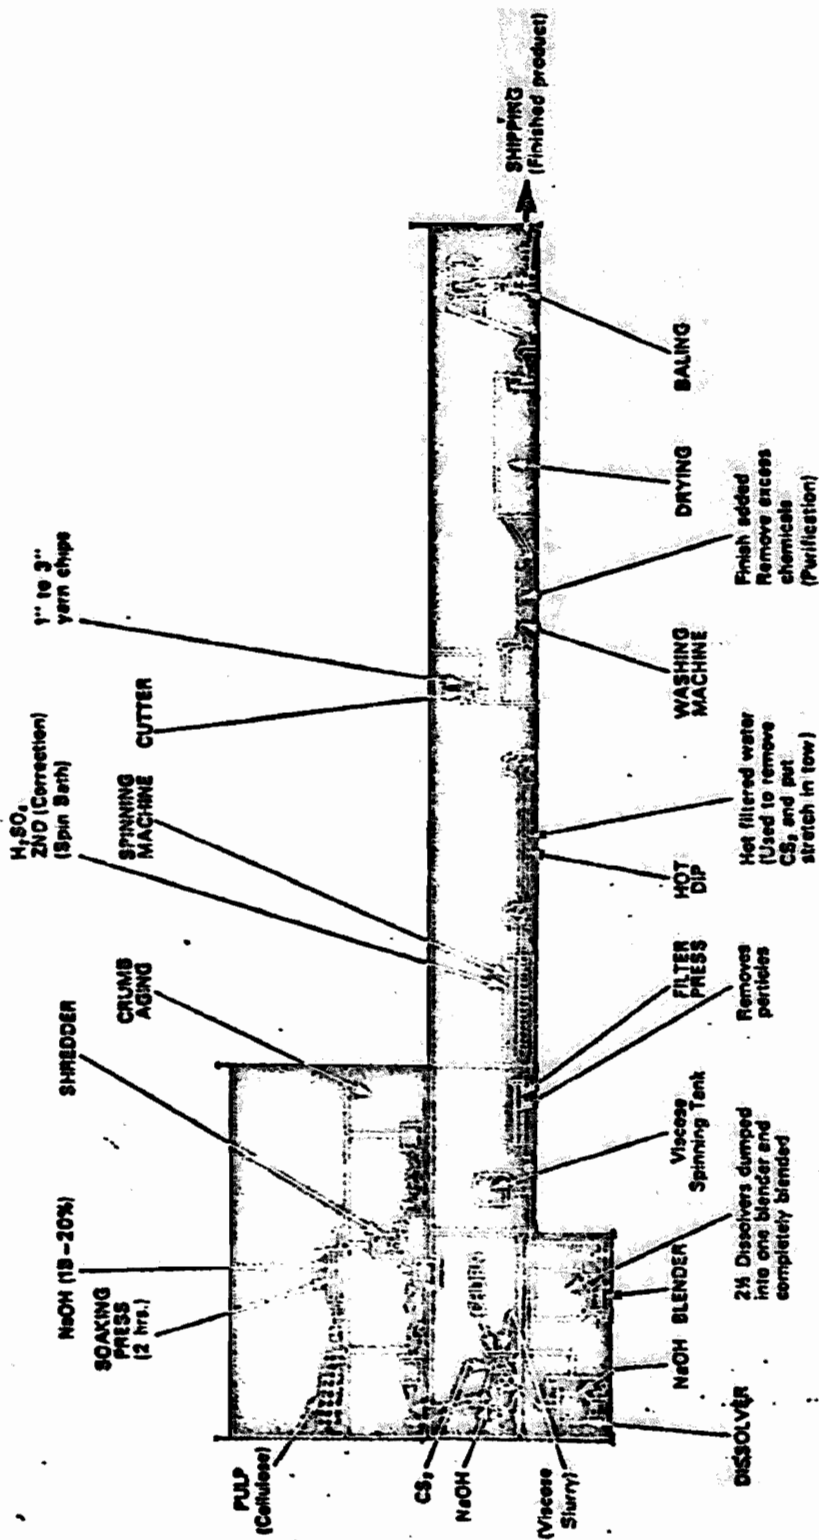 PULP
(Cellulose)
NaOH (18-20%)
SOAKING
PRESS
(2 hrs.)
SHREDDER
CRUMB
AGING
H₂SO₄
ZNO (Correction)
(Spin Bath)
SPINNING
MACHINE
CUTTER
1" to 3"
yarn chips
SHIPPING
(Finished product)
CS₂
NaOH
(Viscose
Slurry)
DISSOLVER
NaOH
BLENDER
2½ Dissolvers dumped
into one blender and
completely blended
Viscose
Spinning Tank
FILTER
PRESS
Removes
particles
HOT
DIP
Hot filtered water
(Used to remove
CS₂ and put
stretch in tow)
WASHING
MACHINE
Finish added
Remove excess
chemicals
(Purification)
DRYING
BALING